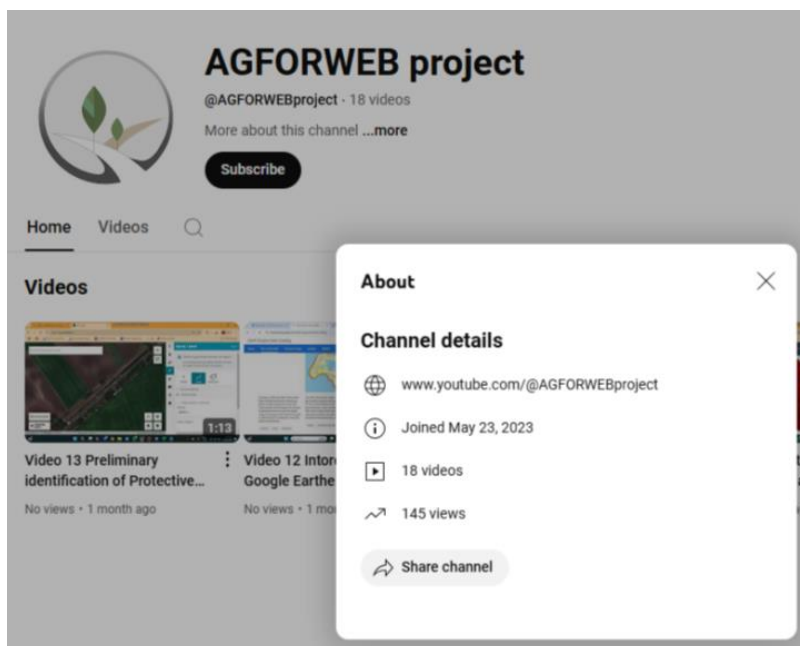 AGFORWEB project
@AGFORWEBproject · 18 videos
More about this channel ...more
Subscribe
Home Videos
Videos
1:13
Video 13 Preliminary
identification of Protective...
No views • 1 month ago
Video 12 Intor
Google Earthe
No views • 1 mo
About
Channel details
www.youtube.com/@AGFORWEBproject
Joined May 23, 2023
18 videos
145 views
Share channel